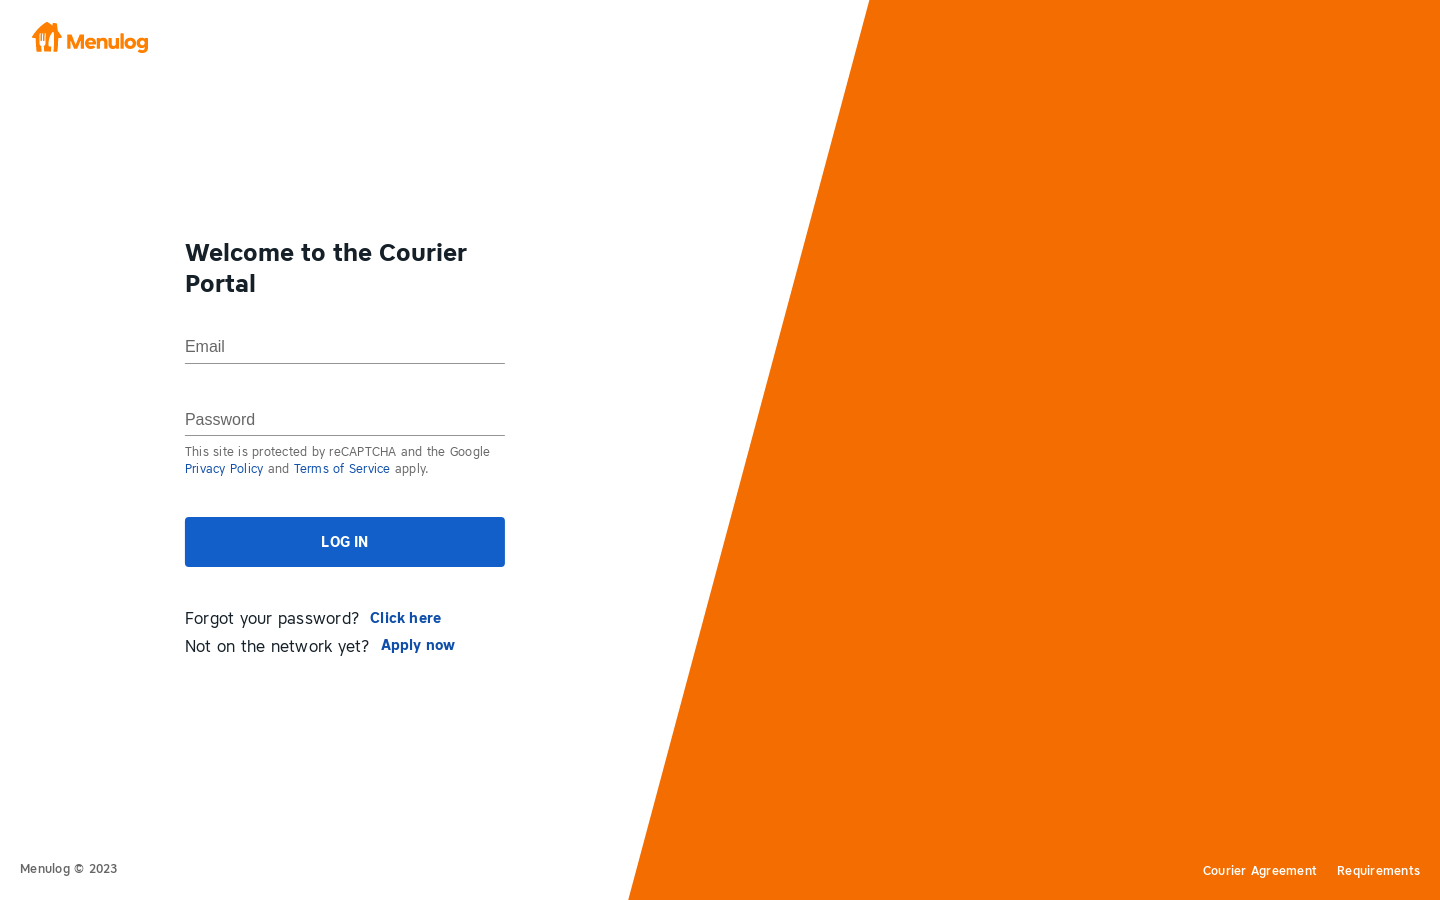 Menulog
Welcome to the Courier
Portal
Email
Password
This site is protected by reCAPTCHA and the Google
Privacy Policy and Terms of Service apply.
LOG IN
Forgot your password? Click here
Not on the network yet? Apply now
Menulog © 2023
Courier Agreement Requirements